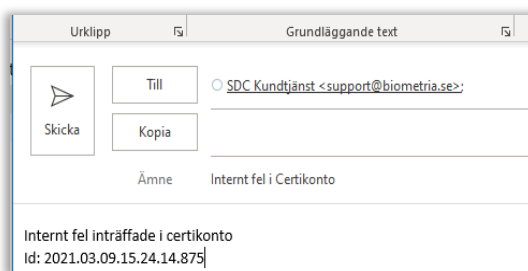 Urklipp
Grundläggande text
Till
SDC Kundtjänst <support@biometria.se>;
Skicka
Kopia
Ämne
Internt fel i Certikonto
Internt fel inträffade i certikonto
Id: 2021.03.09.15.24.14.875